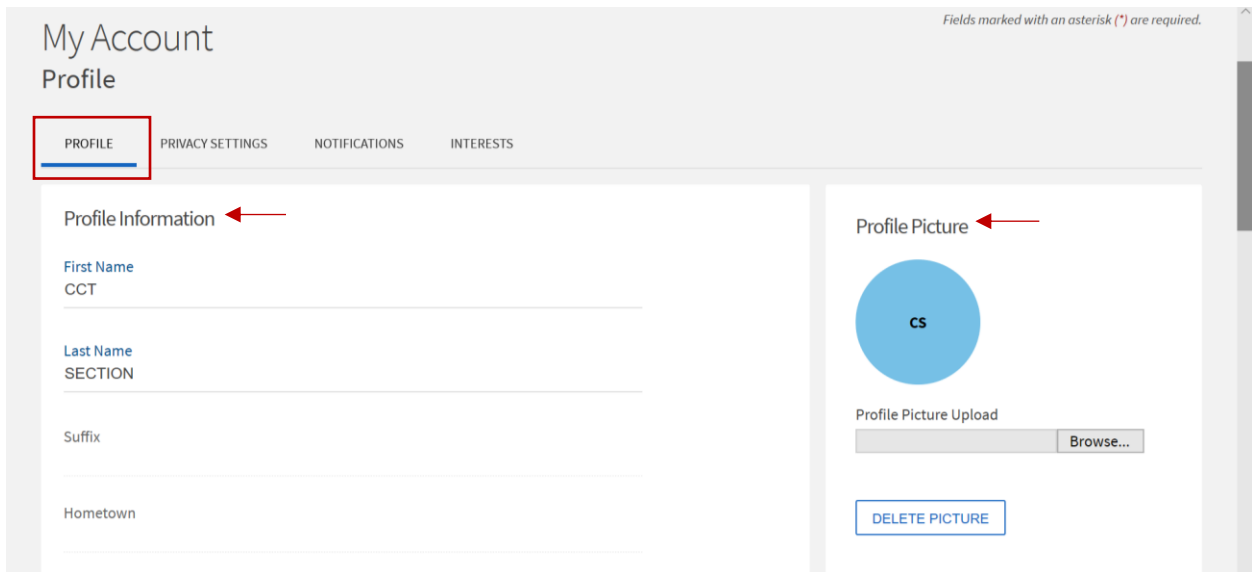 Fields marked with an asterisk (*) are required.
My Account
Profile
PROFILE PRIVACY SETTINGS NOTIFICATIONS INTERESTS
Profile Information
First Name
CCT
Last Name
SECTION
Suffix
Hometown
Profile Picture
CS
Profile Picture Upload
Browse...
DELETE PICTURE